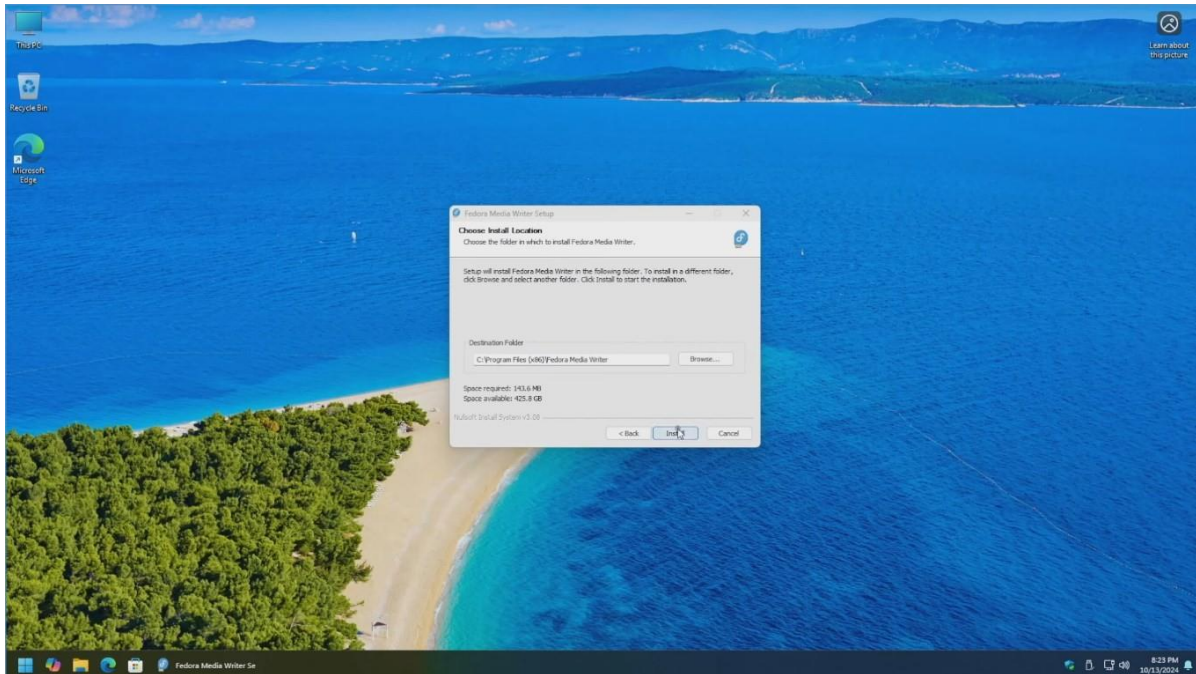 This PC
Learn about
this picture
Recycle Bin
Microsoft
Edge
Fedora Media Writer Setup
Choose Install Location
Choose the folder in which to install Fedora Media Writer.
Setup will install Fedora Media Writer in the following folder. To install in a different folder,
click Browse and select another folder. Click Install to start the installation.
Destination Folder
C:\Program Files (x86)\Fedora Media Writer
Browse...
Space required: 143.6 MB
Space available: 425.8 GB
Nullsoft Install System v3.09
< Back
Install
Cancel
Fedora Media Writer Se
8:23 PM
10/13/2024